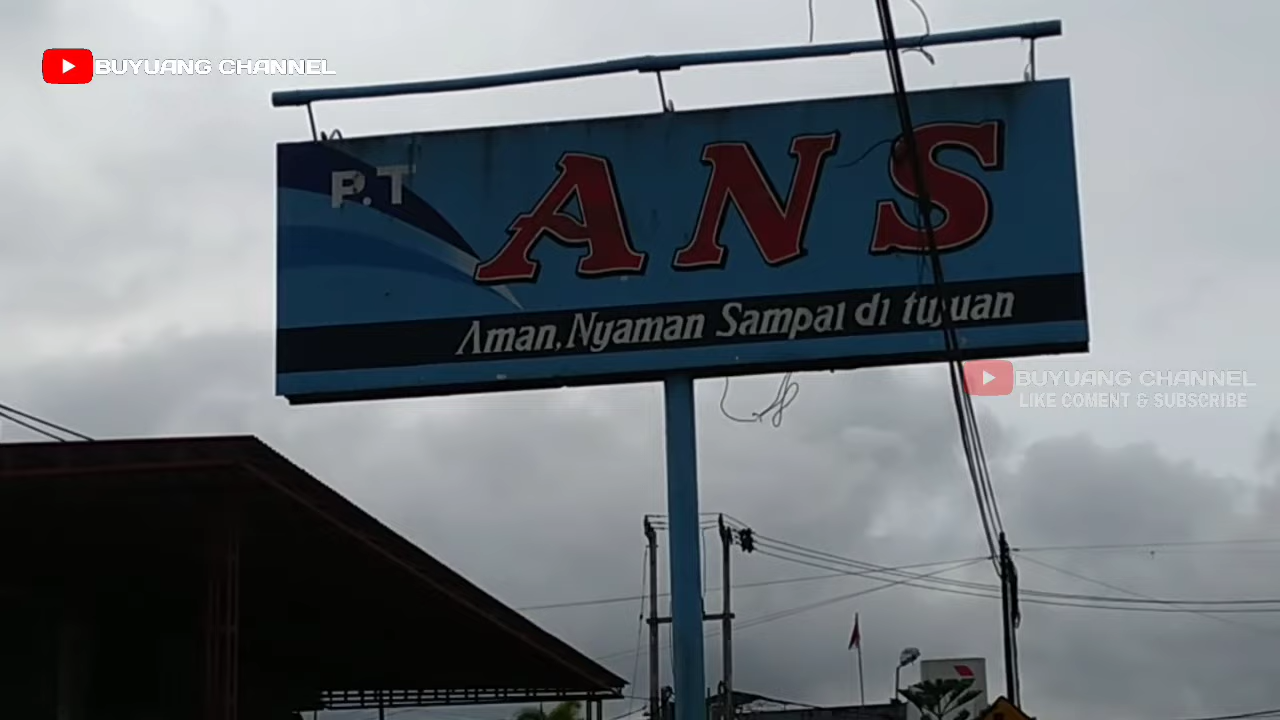 BUYUANG CHANNEL
P.T
ANS
Aman, Nyaman Sampai di tujuan
BUYUANG CHANNEL
LIKE COMENT & SUBSCRIBE